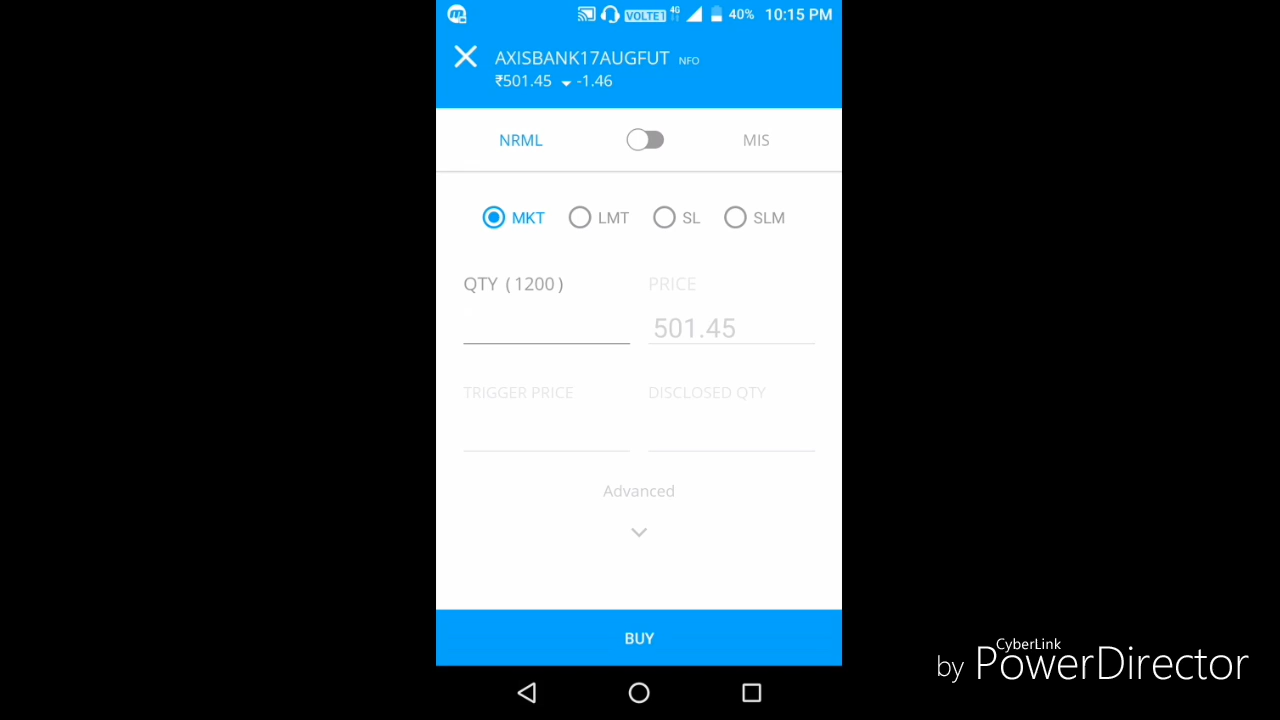 VOLTE1 4G 40% 10:15 PM
AXISBANK17AUGFUT NFO
₹501.45 -1.46
NRML MIS
MKT LMT SL SLM
QTY (1200) PRICE
501.45
TRIGGER PRICE DISCLOSED QTY
Advanced
BUY
CyberLink
by PowerDirector